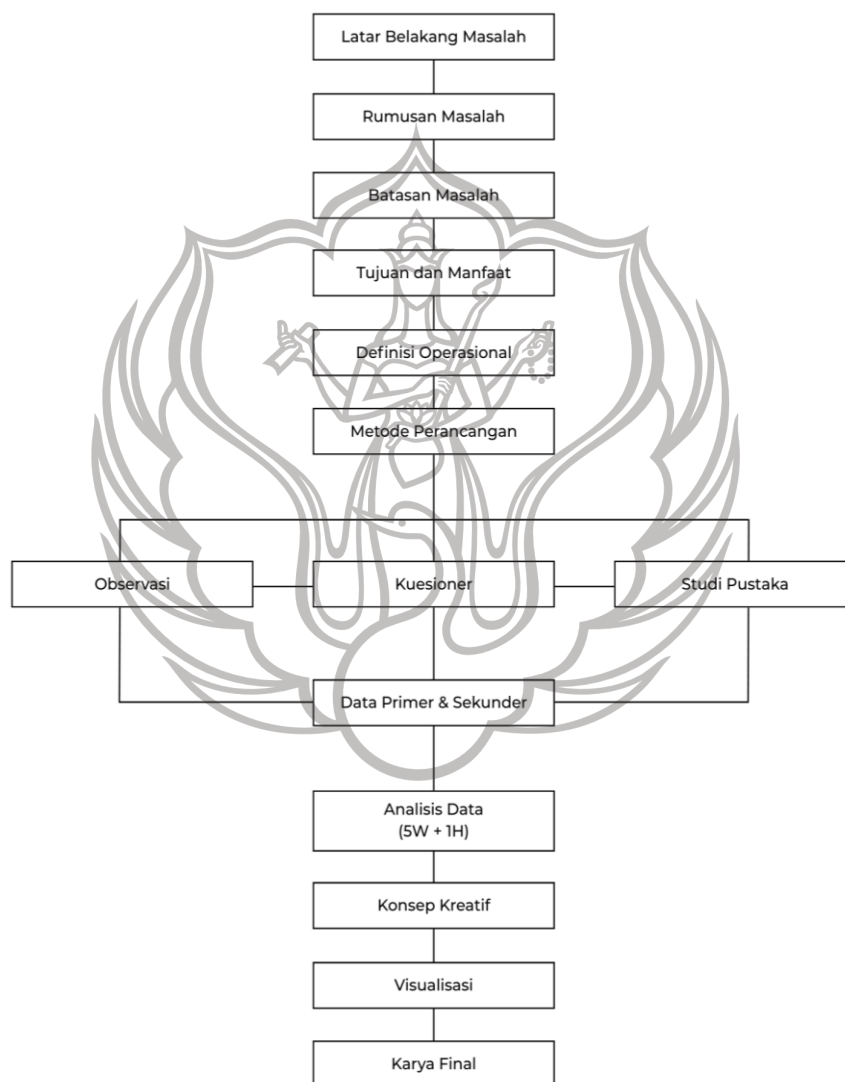 Latar Belakang Masalah
Rumusan Masalah
Batasan Masalah
Tujuan dan Manfaat
Definisi Operasional
Metode Perancangan
Observasi
Kuesioner
Studi Pustaka
Data Primer & Sekunder
Analisis Data
(5W + 1H)
Konsep Kreatif
Visualisasi
Karya Final